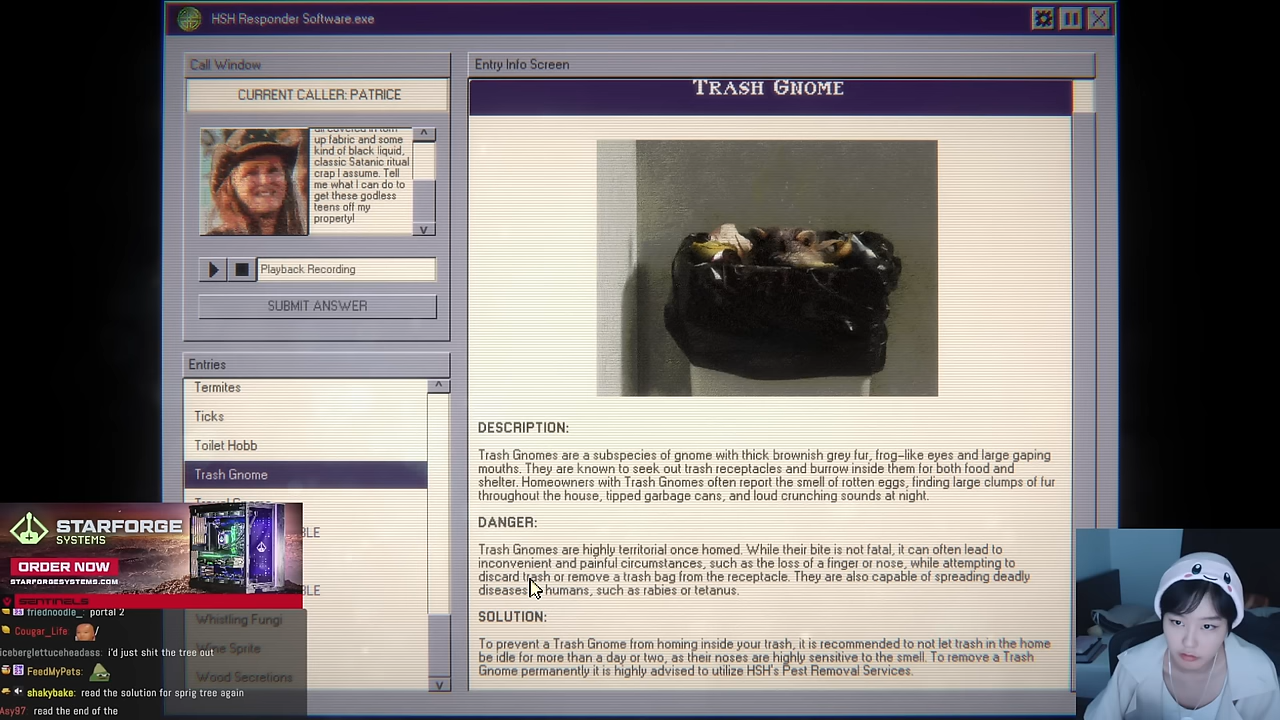 HSH Responder Software.exe
Call Window
CURRENT CALLER: PATRICE
up fabric and some
kind of black liquid,
classic Satanic ritual
crap I assume. Tell
me what I can do to
get these godless
teens off my
property!
Playback Recording
SUBMIT ANSWER
Entries
Termites
Ticks
Toilet Hobb
Trash Gnome
BLE
BLE
Whistling Fungi
Wine Sprite
Wood Secretions
Entry Info Screen
TRASH GNOME
DESCRIPTION:
Trash Gnomes are a subspecies of gnome with thick brownish grey fur, frog-like eyes and large gaping
mouths. They are known to seek out trash receptacles and burrow inside them for both food and
shelter. Homeowners with Trash Gnomes often report the smell of rotten eggs, finding large clumps of fur
throughout the house, tipped garbage cans, and loud crunching sounds at night.
DANGER:
Trash Gnomes are highly territorial once homed. While their bite is not fatal, it can often lead to
inconvenient and painful circumstances, such as the loss of a finger or nose, while attempting to
discard trash or remove a trash bag from the receptacle. They are also capable of spreading deadly
diseases humans, such as rabies or tetanus.
SOLUTION:
To prevent a Trash Gnome from homing inside your trash, it is recommended to not let trash in the home
be idle for more than a day or two, as their noses are highly sensitive to the smell. To remove a Trash
Gnome permanently it is highly advised to utilize HSH's Pest Removal Services.
STARFORGE
SYSTEMS
ORDER NOW
STARFORGESYSTEMS.COM
SENTINELS
friednoodle_: portal 2
Cougar_Life
icebergletuceheadass: i'd just shit the tree out
FeedMyPets:
shakybake: read the solution for sprig tree again
Asy97 read the end of the